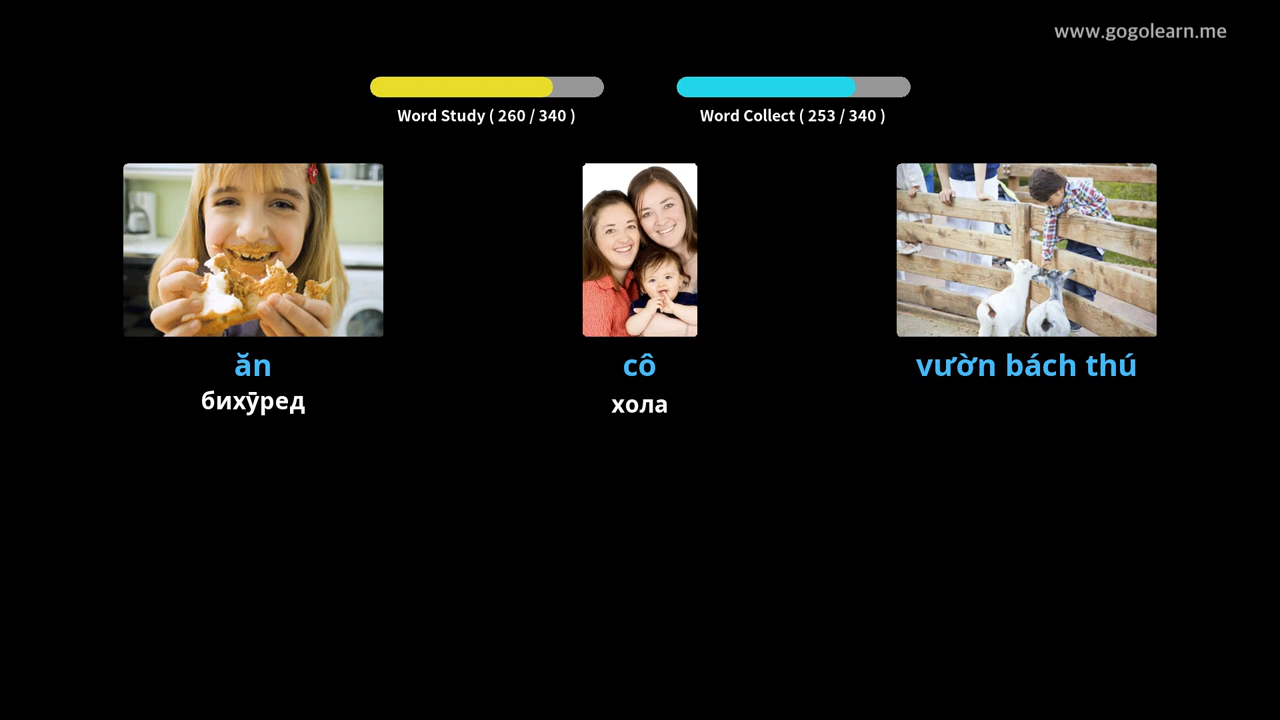 www.gogolearn.me
Word Study ( 260 / 340 )
Word Collect ( 253 / 340 )
ăn
cô
vườn bách thú
бихӯред
хола